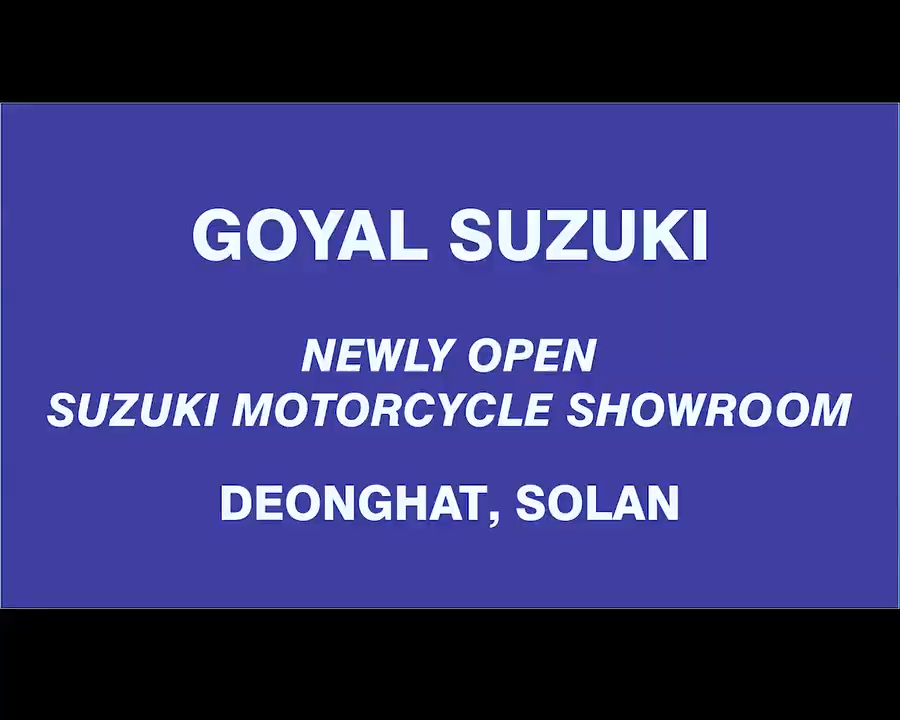 GOYAL SUZUKI
NEWLY OPEN
SUZUKI MOTORCYCLE SHOWROOM
DEONGHAT, SOLAN